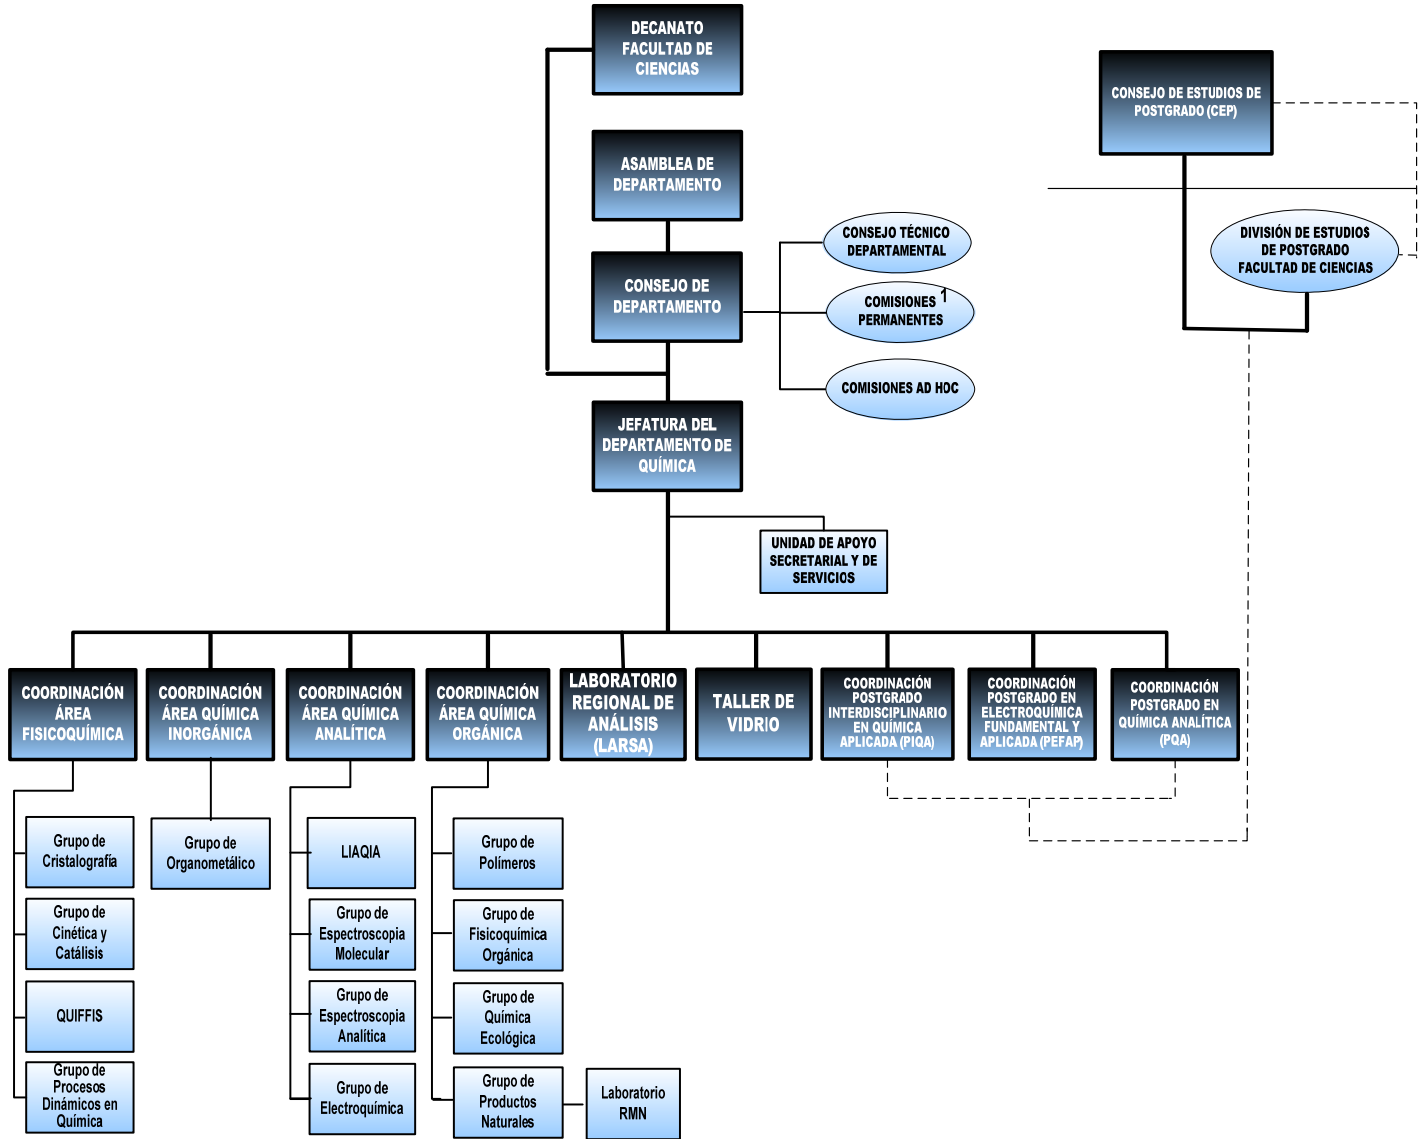 DECANATO
FACULTAD DE
CIENCIAS
CONSEJO DE ESTUDIOS DE
POSTGRADO (CEP)
ASAMBLEA DE
DEPARTAMENTO
CONSEJO TÉCNICO
DEPARTAMENTAL
DIVISIÓN DE ESTUDIOS
DE POSTGRADO
FACULTAD DE CIENCIAS
CONSEJO DE
DEPARTAMENTO
COMISIONES 1
PERMANENTES
COMISIONES AD HOC
JEFATURA DEL
DEPARTAMENTO DE
QUÍMICA
UNIDAD DE APOYO
SECRETARIAL Y DE
SERVICIOS
COORDINACIÓN
ÁREA
FISICOQUÍMICA
COORDINACIÓN
ÁREA QUÍMICA
INORGÁNICA
COORDINACIÓN
ÁREA QUÍMICA
ANALÍTICA
COORDINACIÓN
ÁREA QUÍMICA
ORGÁNICA
LABORATORIO
REGIONAL DE
ANÁLISIS
(LARSA)
TALLER DE
VIDRIO
COORDINACIÓN
POSTGRADO
INTERDISCIPLINARIO
EN QUÍMICA
APLICADA (PIQA)
COORDINACIÓN
POSTGRADO EN
ELECTROQUÍMICA
FUNDAMENTAL Y
APLICADA (PEFAP)
COORDINACIÓN
POSTGRADO EN
QUÍMICA ANALÍTICA
(PQA)
Grupo de
Cristalografía
Grupo de
Organometálico
LIAQIA
Grupo de
Polímeros
Grupo de
Cinética y
Catálisis
Grupo de
Espectroscopia
Molecular
Grupo de
Fisicoquímica
Orgánica
QUIFFIS
Grupo de
Espectroscopia
Analítica
Grupo de
Química
Ecológica
Grupo de
Procesos
Dinámicos en
Química
Grupo de
Electroquímica
Grupo de
Productos
Naturales
Laboratorio
RMN